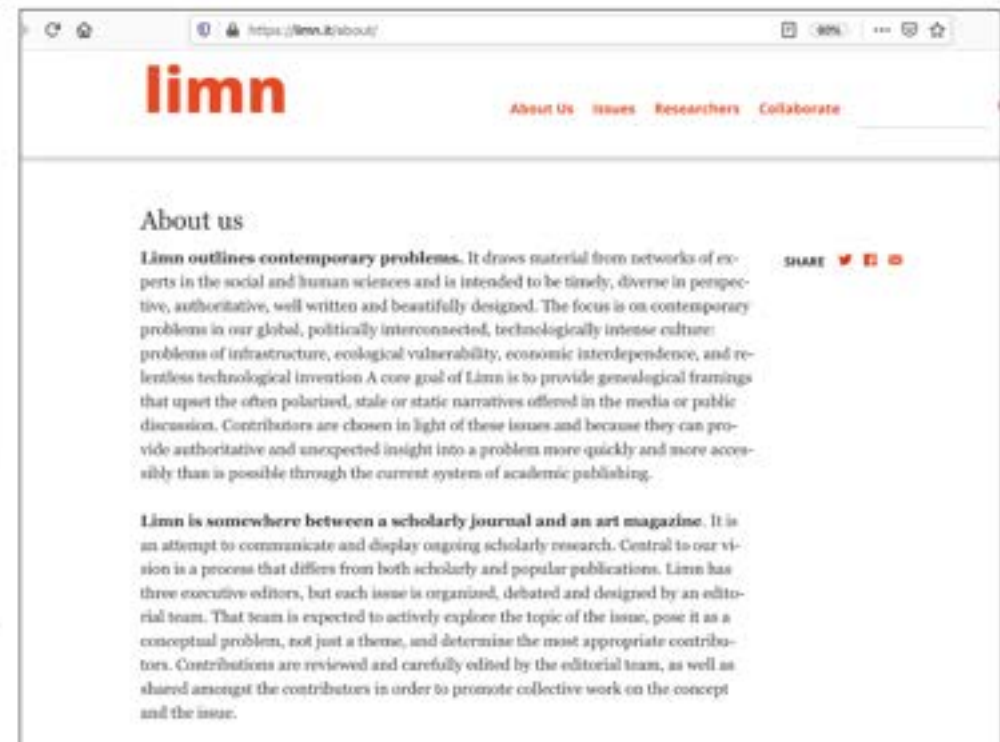 https://limn.it/about/
90%
limn
About Us Issues Researchers Collaborate
About us
Limn outlines contemporary problems. It draws material from networks of ex-
perts in the social and human sciences and is intended to be timely, diverse in perspec-
tive, authoritative, well written and beautifully designed. The focus is on contemporary
problems in our global, politically interconnected, technologically intense culture:
problems of infrastructure, ecological vulnerability, economic interdependence, and re-
lentless technological invention A core goal of Limn is to provide genealogical framings
that upset the often polarized, stale or static narratives offered in the media or public
discussion. Contributors are chosen in light of these issues and because they can pro-
vide authoritative and unexpected insight into a problem more quickly and more acces-
sibly than is possible through the current system of academic publishing.
SHARE
Limn is somewhere between a scholarly journal and an art magazine. It is
an attempt to communicate and display ongoing scholarly research. Central to our vi-
sion is a process that differs from both scholarly and popular publications. Limn has
three executive editors, but each issue is organized, debated and designed by an edito-
rial team. That team is expected to actively explore the topic of the issue, pose it as a
conceptual problem, not just a theme, and determine the most appropriate contribu-
tors. Contributions are reviewed and carefully edited by the editorial team, as well as
shared amongst the contributors in order to promote collective work on the concept
and the issue.